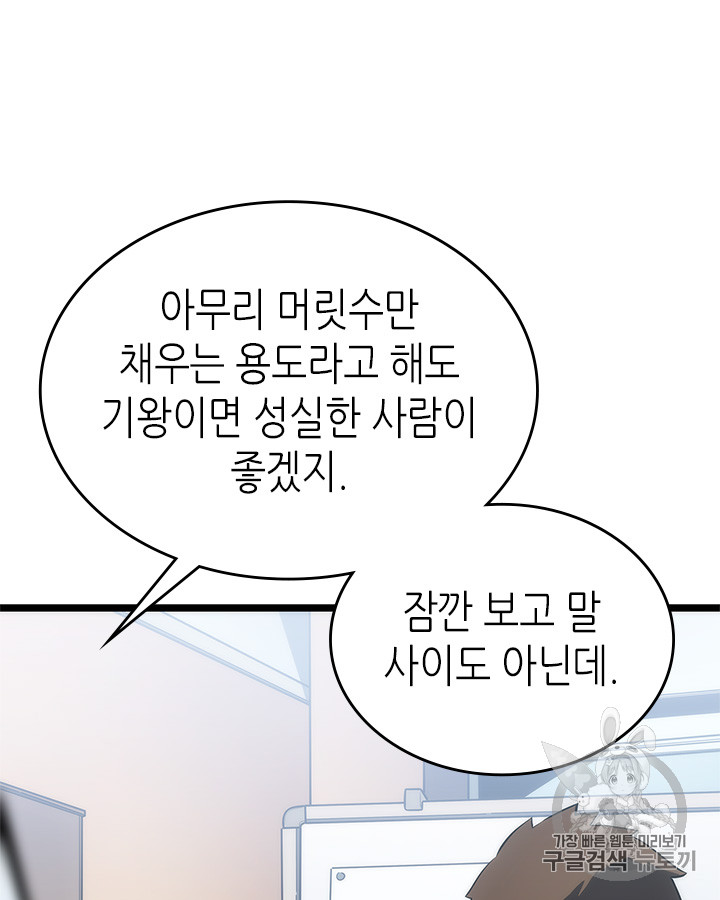 아무리 머릿수만
채우는 용도라고 해도
기왕이면 성실한 사람이
좋겠지.
잠깐 보고 말
사이도 아닌데.
가장 빠른 웹툰 미리보기
구글검색 뉴토끼